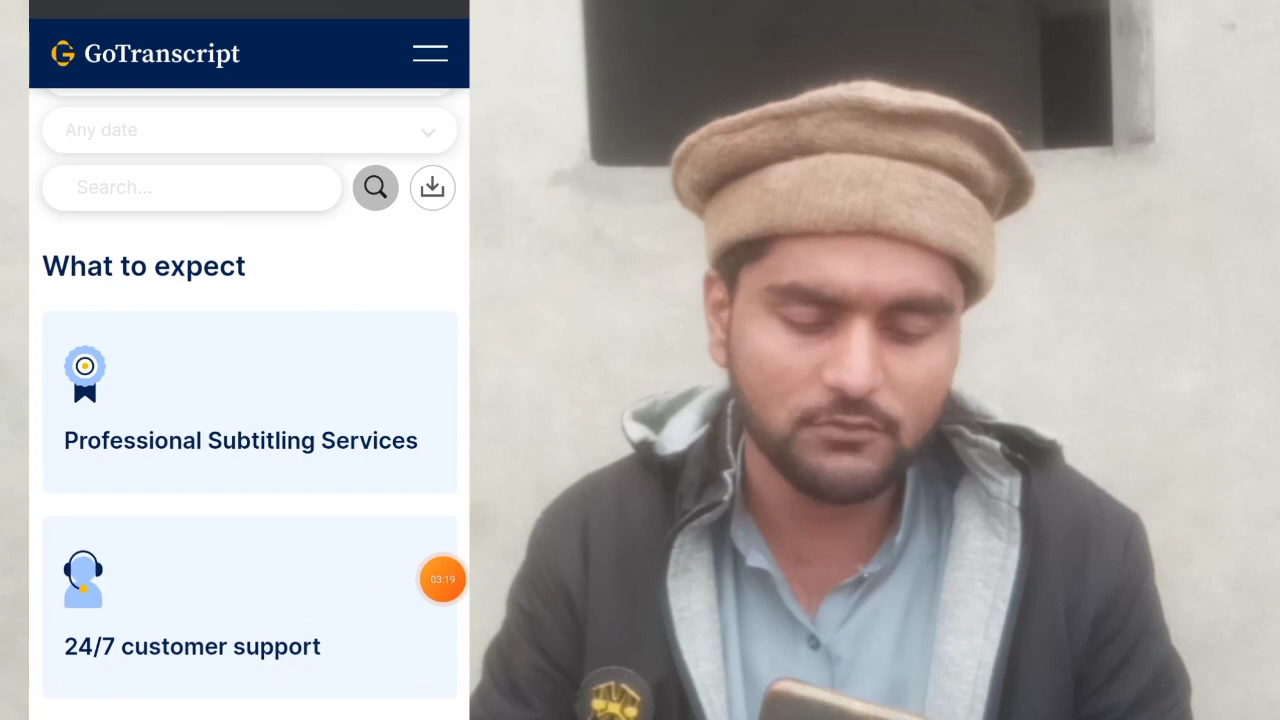 GoTranscript
Any date
Search...
What to expect
Professional Subtitling Services
03:19
24/7 customer support